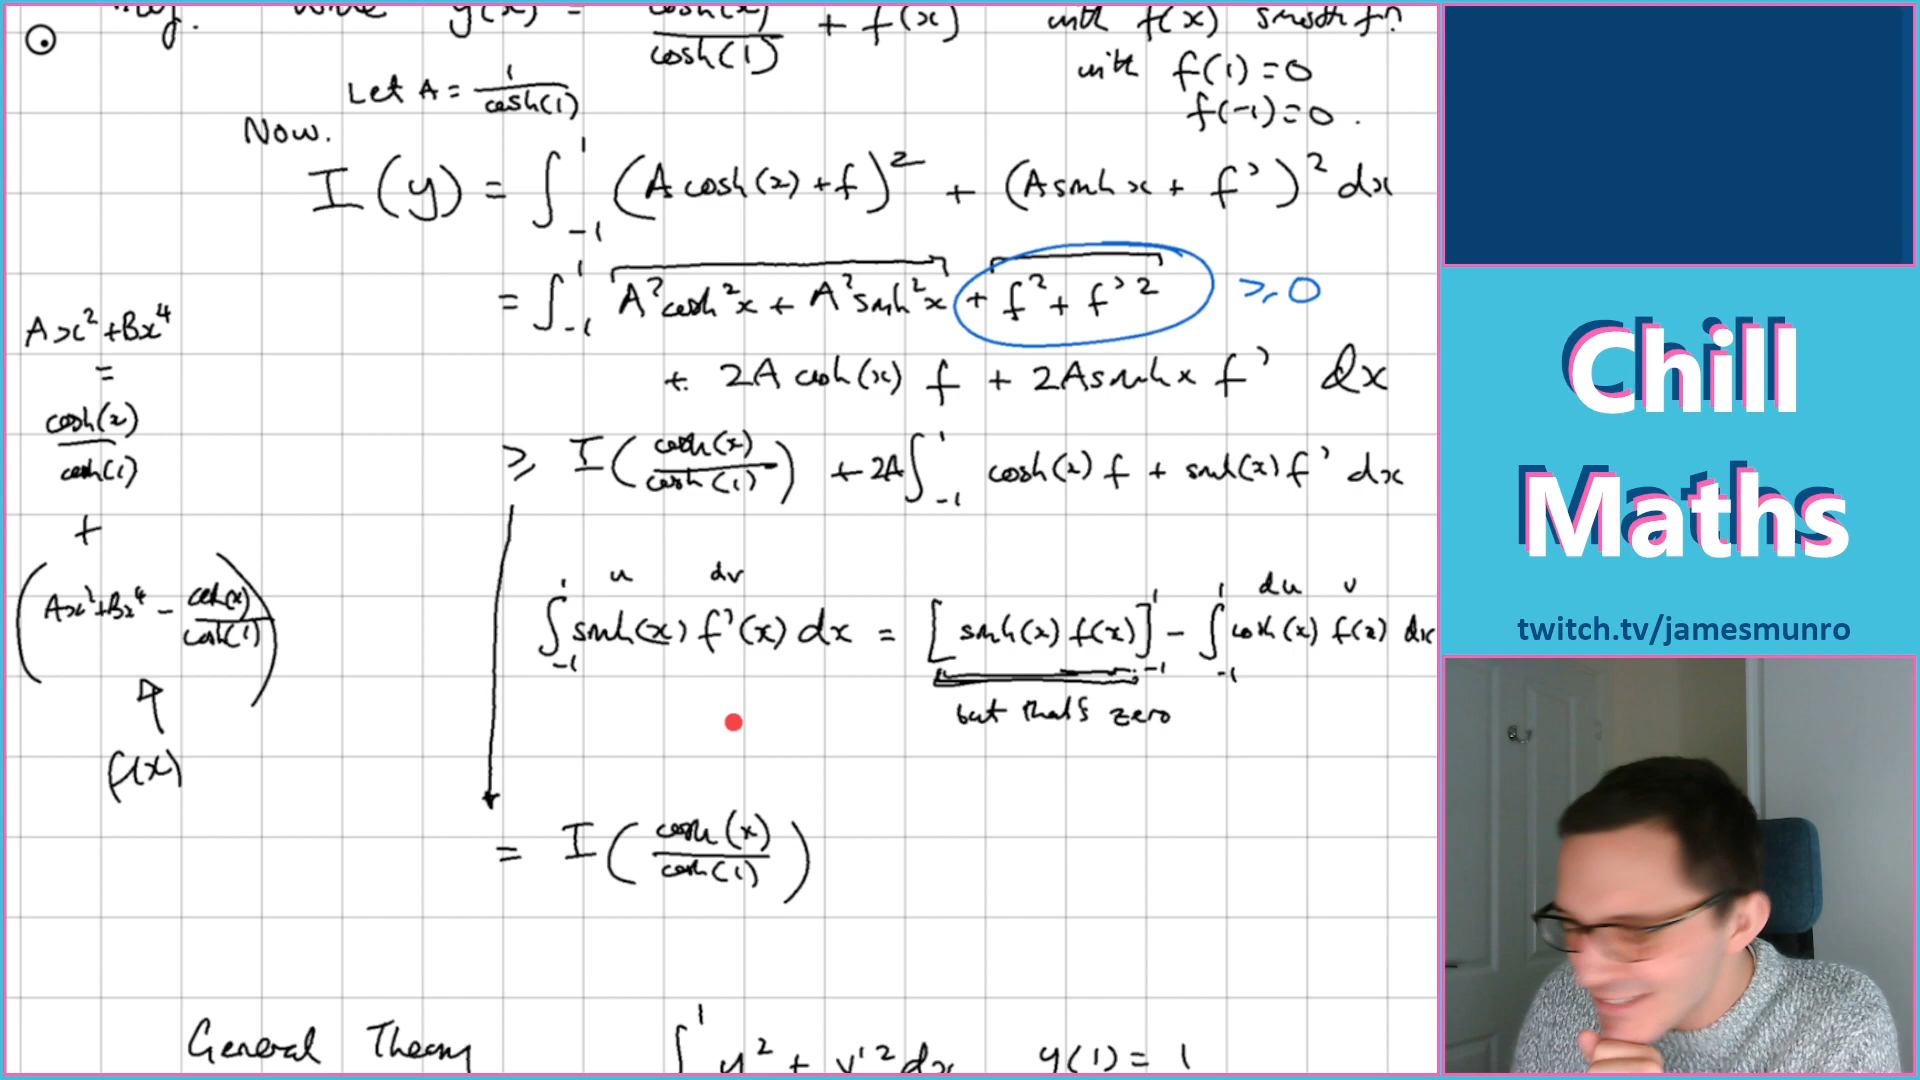 y(x) = cosh(x)/cosh(1) + f(x) with f(x) smooth fn
with f(1) = 0
f(-1) = 0.
Let A = 1/cosh(1)
Now.
I(y) = ∫_{-1}^{1} (A cosh(x) + f)² + (A sinh x + f')² dx
= ∫_{-1}^{1} A² cosh² x + A² sinh² x + f² + f'² ≥ 0
+ 2A cosh(x) f + 2A sinh x f' dx
≥ I(cosh(x)/cosh(1)) + 2A ∫_{-1}^{1} cosh(x) f + sinh(x) f' dx
u dv du v
∫_{-1}^{1} sinh(x) f'(x) dx = [sinh(x) f(x)]_{-1}^{1} - ∫_{-1}^{1} cosh(x) f(x) dx
but that's zero
= I(cosh(x)/cosh(1))
Ax² + Bx⁴
=
cosh(x)/cosh(1)
+
(Ax² + Bx⁴ - cosh(x)/cosh(1))
f(x)
General Theory ∫^{1} y² + y'² dx y(1) = 1
Chill
Maths
twitch.tv/jamesmunro